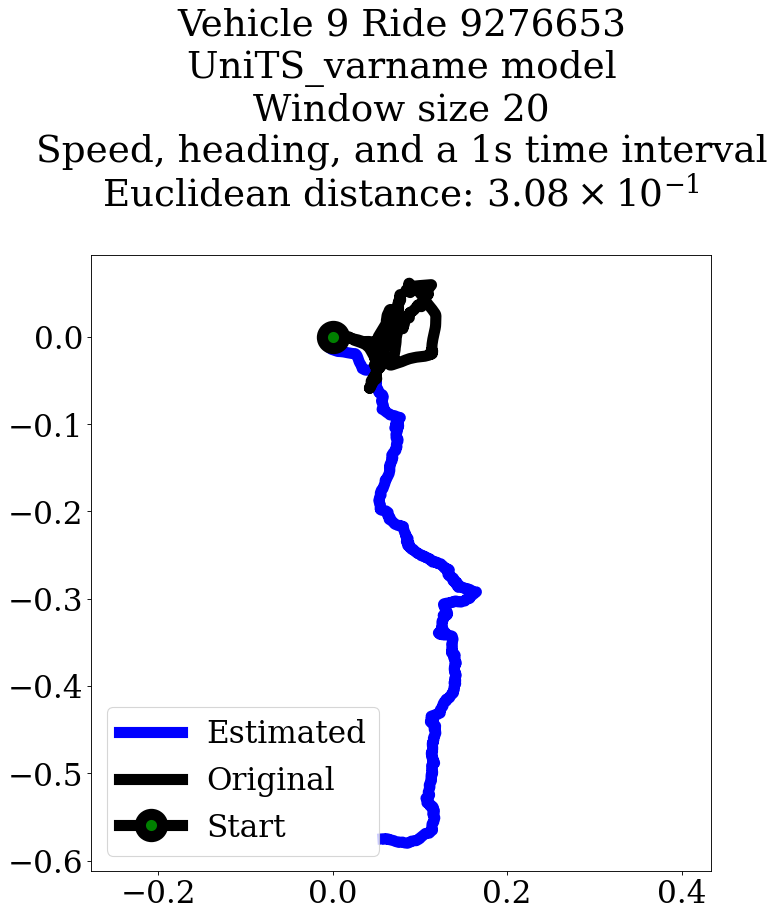 Vehicle 9 Ride 9276653
UniTS_varname model
Window size 20
Speed, heading, and a 1s time interval
Euclidean distance: 3.08 × 10⁻¹
0.0
−0.1
−0.2
−0.3
−0.4
−0.5
−0.6
Estimated
Original
Start
−0.2 0.0 0.2 0.4